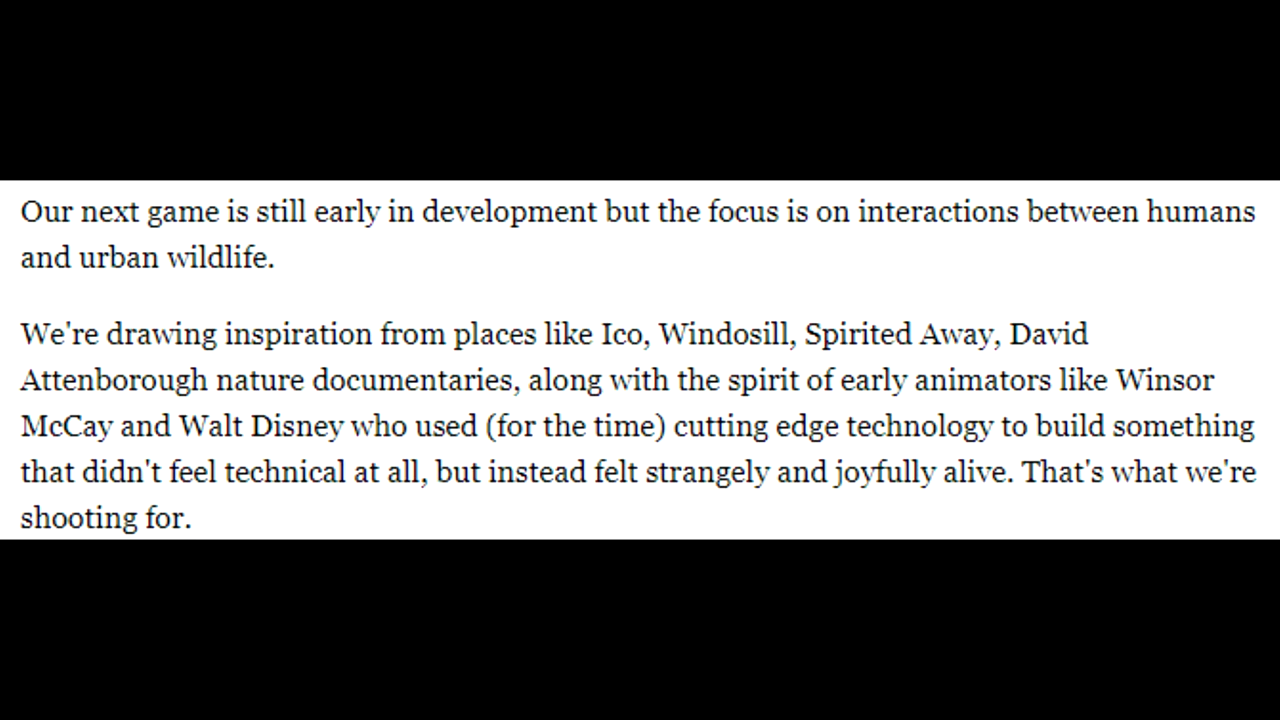 Our next game is still early in development but the focus is on interactions between humans
and urban wildlife.
We're drawing inspiration from places like Ico, Windosill, Spirited Away, David
Attenborough nature documentaries, along with the spirit of early animators like Winsor
McCay and Walt Disney who used (for the time) cutting edge technology to build something
that didn't feel technical at all, but instead felt strangely and joyfully alive. That's what we're
shooting for.